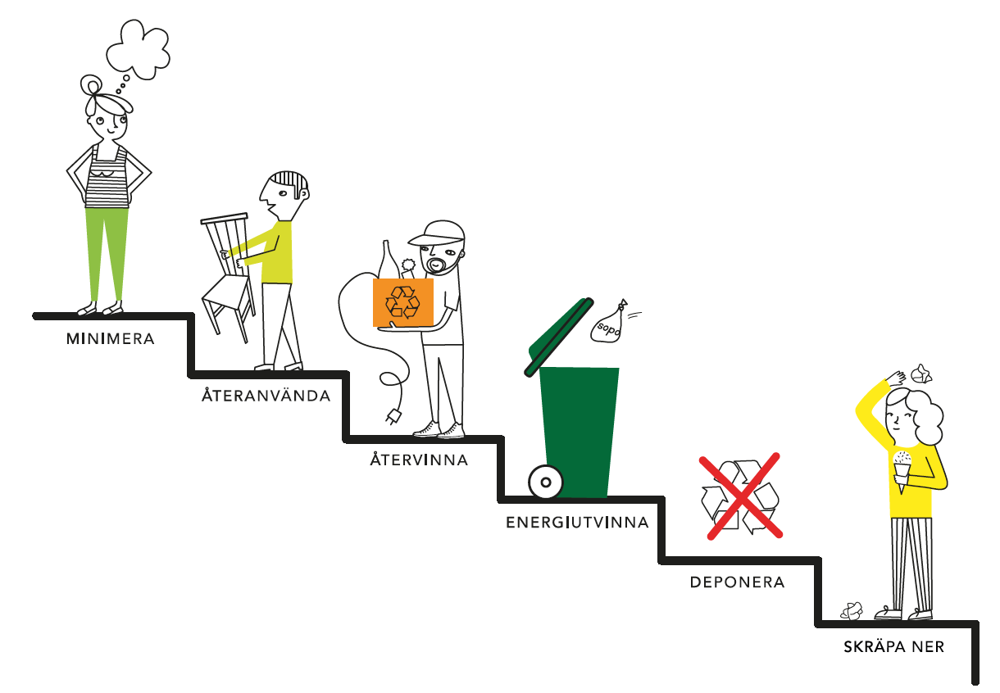 sopo
MINIMERA
ÅTERANVÄNDA
ÅTERVINNA
ENERGIUTVINNA
DEPONERA
SKRÄPA NER